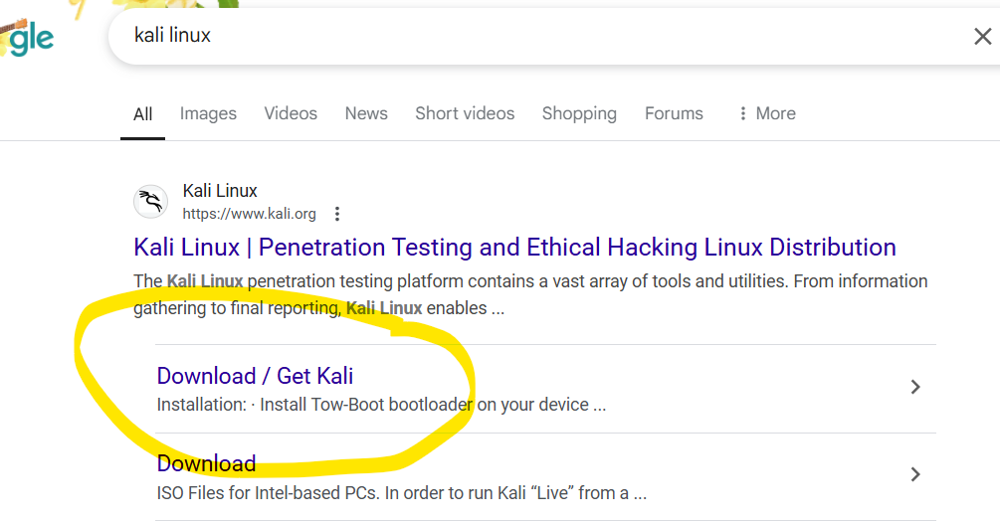 gle
kali linux
All Images Videos News Short videos Shopping Forums More
Kali Linux
https://www.kali.org
Kali Linux | Penetration Testing and Ethical Hacking Linux Distribution
The Kali Linux penetration testing platform contains a vast array of tools and utilities. From information
gathering to final reporting, Kali Linux enables ...
Download / Get Kali
Installation: · Install Tow-Boot bootloader on your device ...
Download
ISO Files for Intel-based PCs. In order to run Kali “Live” from a ...